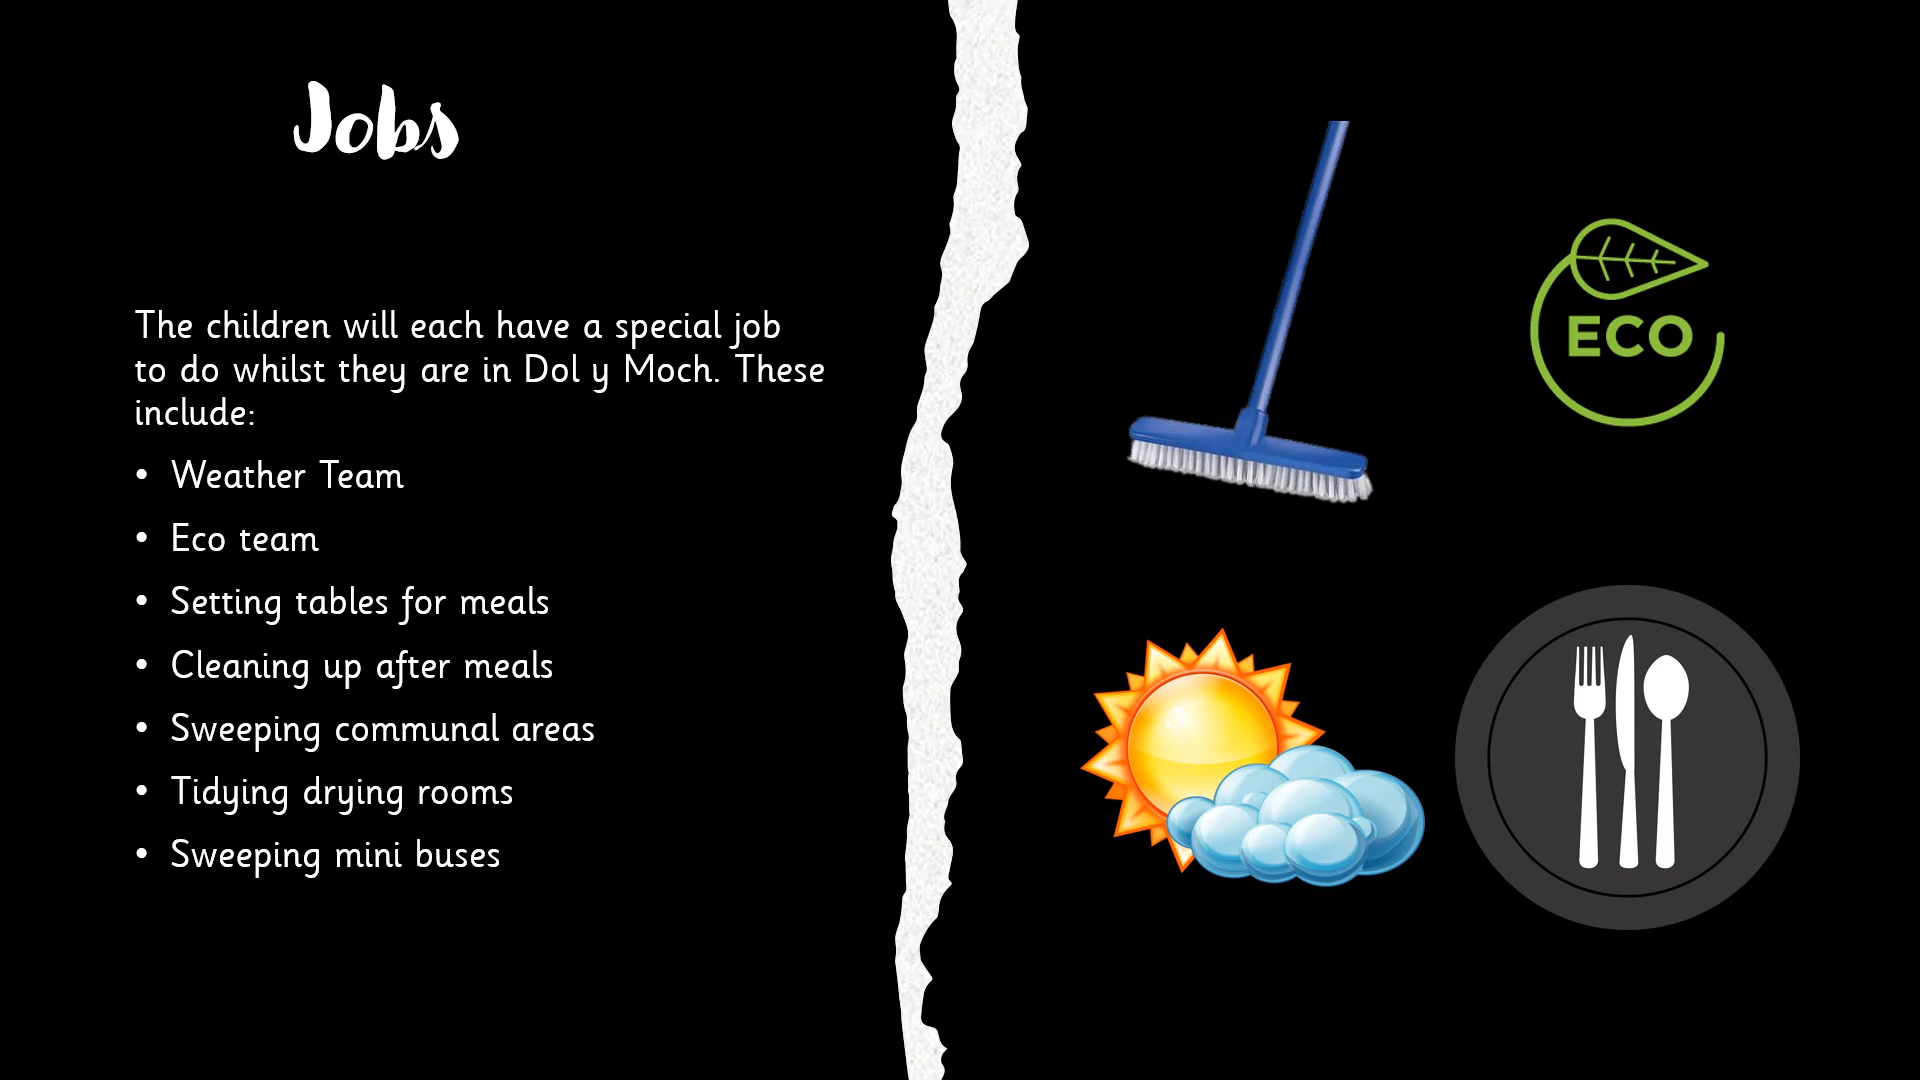 Jobs
The children will each have a special job
to do whilst they are in Dol y Moch. These
include:
• Weather Team
• Eco team
• Setting tables for meals
• Cleaning up after meals
• Sweeping communal areas
• Tidying drying rooms
• Sweeping mini buses
ECO